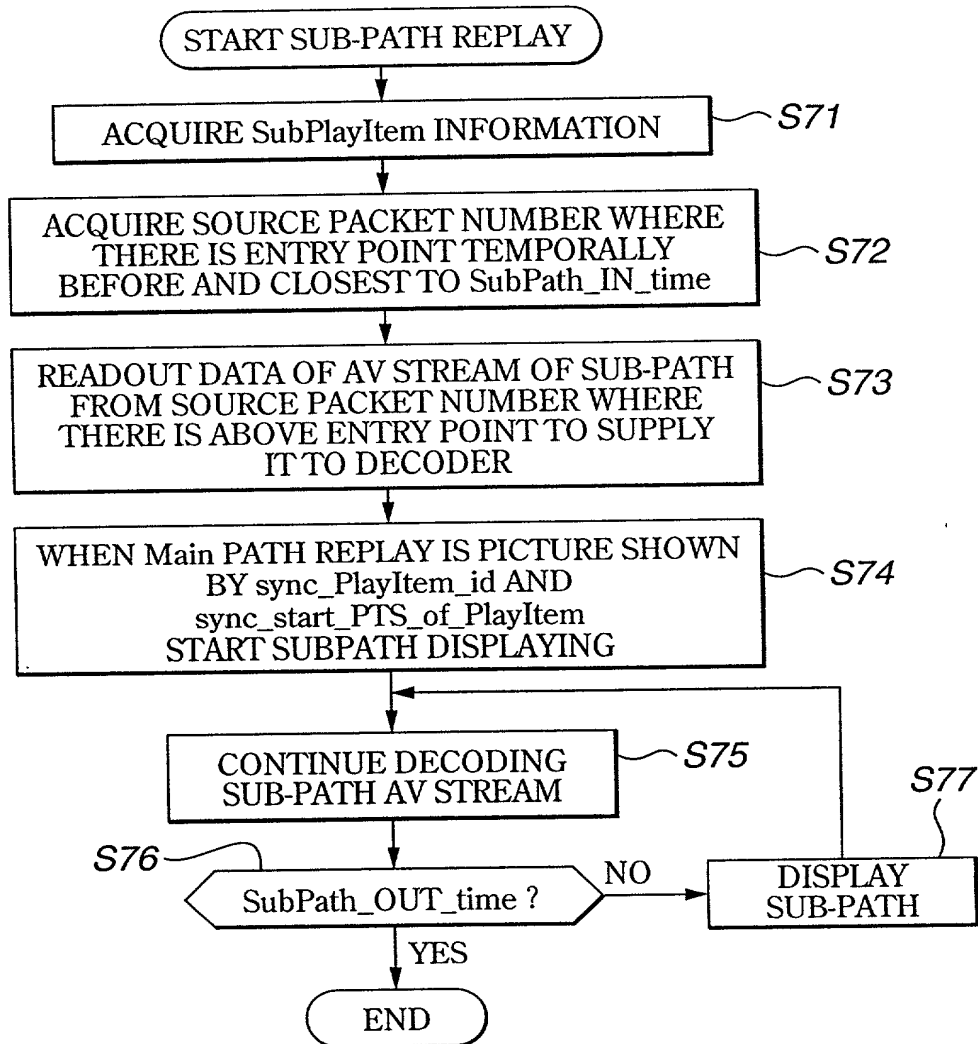 START SUB-PATH REPLAY
ACQUIRE SubPlayItem INFORMATION
S71
ACQUIRE SOURCE PACKET NUMBER WHERE
THERE IS ENTRY POINT TEMPORALLY
BEFORE AND CLOSEST TO SubPath_IN_time
S72
READOUT DATA OF AV STREAM OF SUB-PATH
FROM SOURCE PACKET NUMBER WHERE
THERE IS ABOVE ENTRY POINT TO SUPPLY
IT TO DECODER
S73
WHEN Main PATH REPLAY IS PICTURE SHOWN
BY sync_PlayItem_id AND
sync_start_PTS_of_PlayItem
START SUBPATH DISPLAYING
S74
CONTINUE DECODING
SUB-PATH AV STREAM
S75
S76
SubPath_OUT_time ?
NO
S77
DISPLAY
SUB-PATH
YES
END